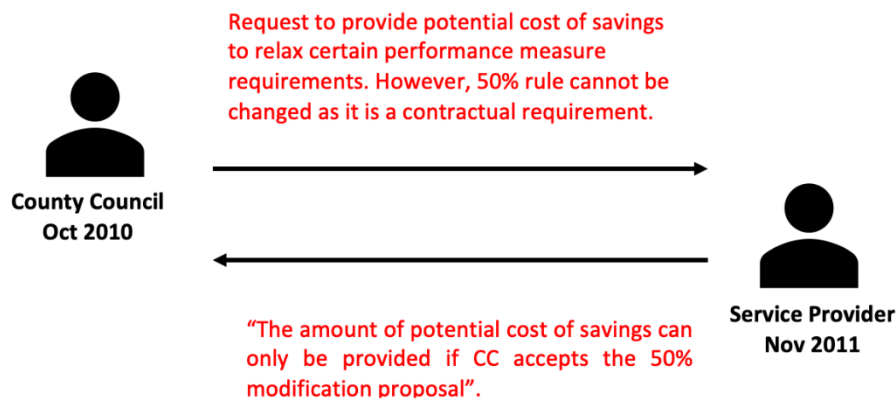 Request to provide potential cost of savings
to relax certain performance measure
requirements. However, 50% rule cannot be
changed as it is a contractual requirement.
County Council
Oct 2010
Service Provider
Nov 2011
“The amount of potential cost of savings can
only be provided if CC accepts the 50%
modification proposal”.